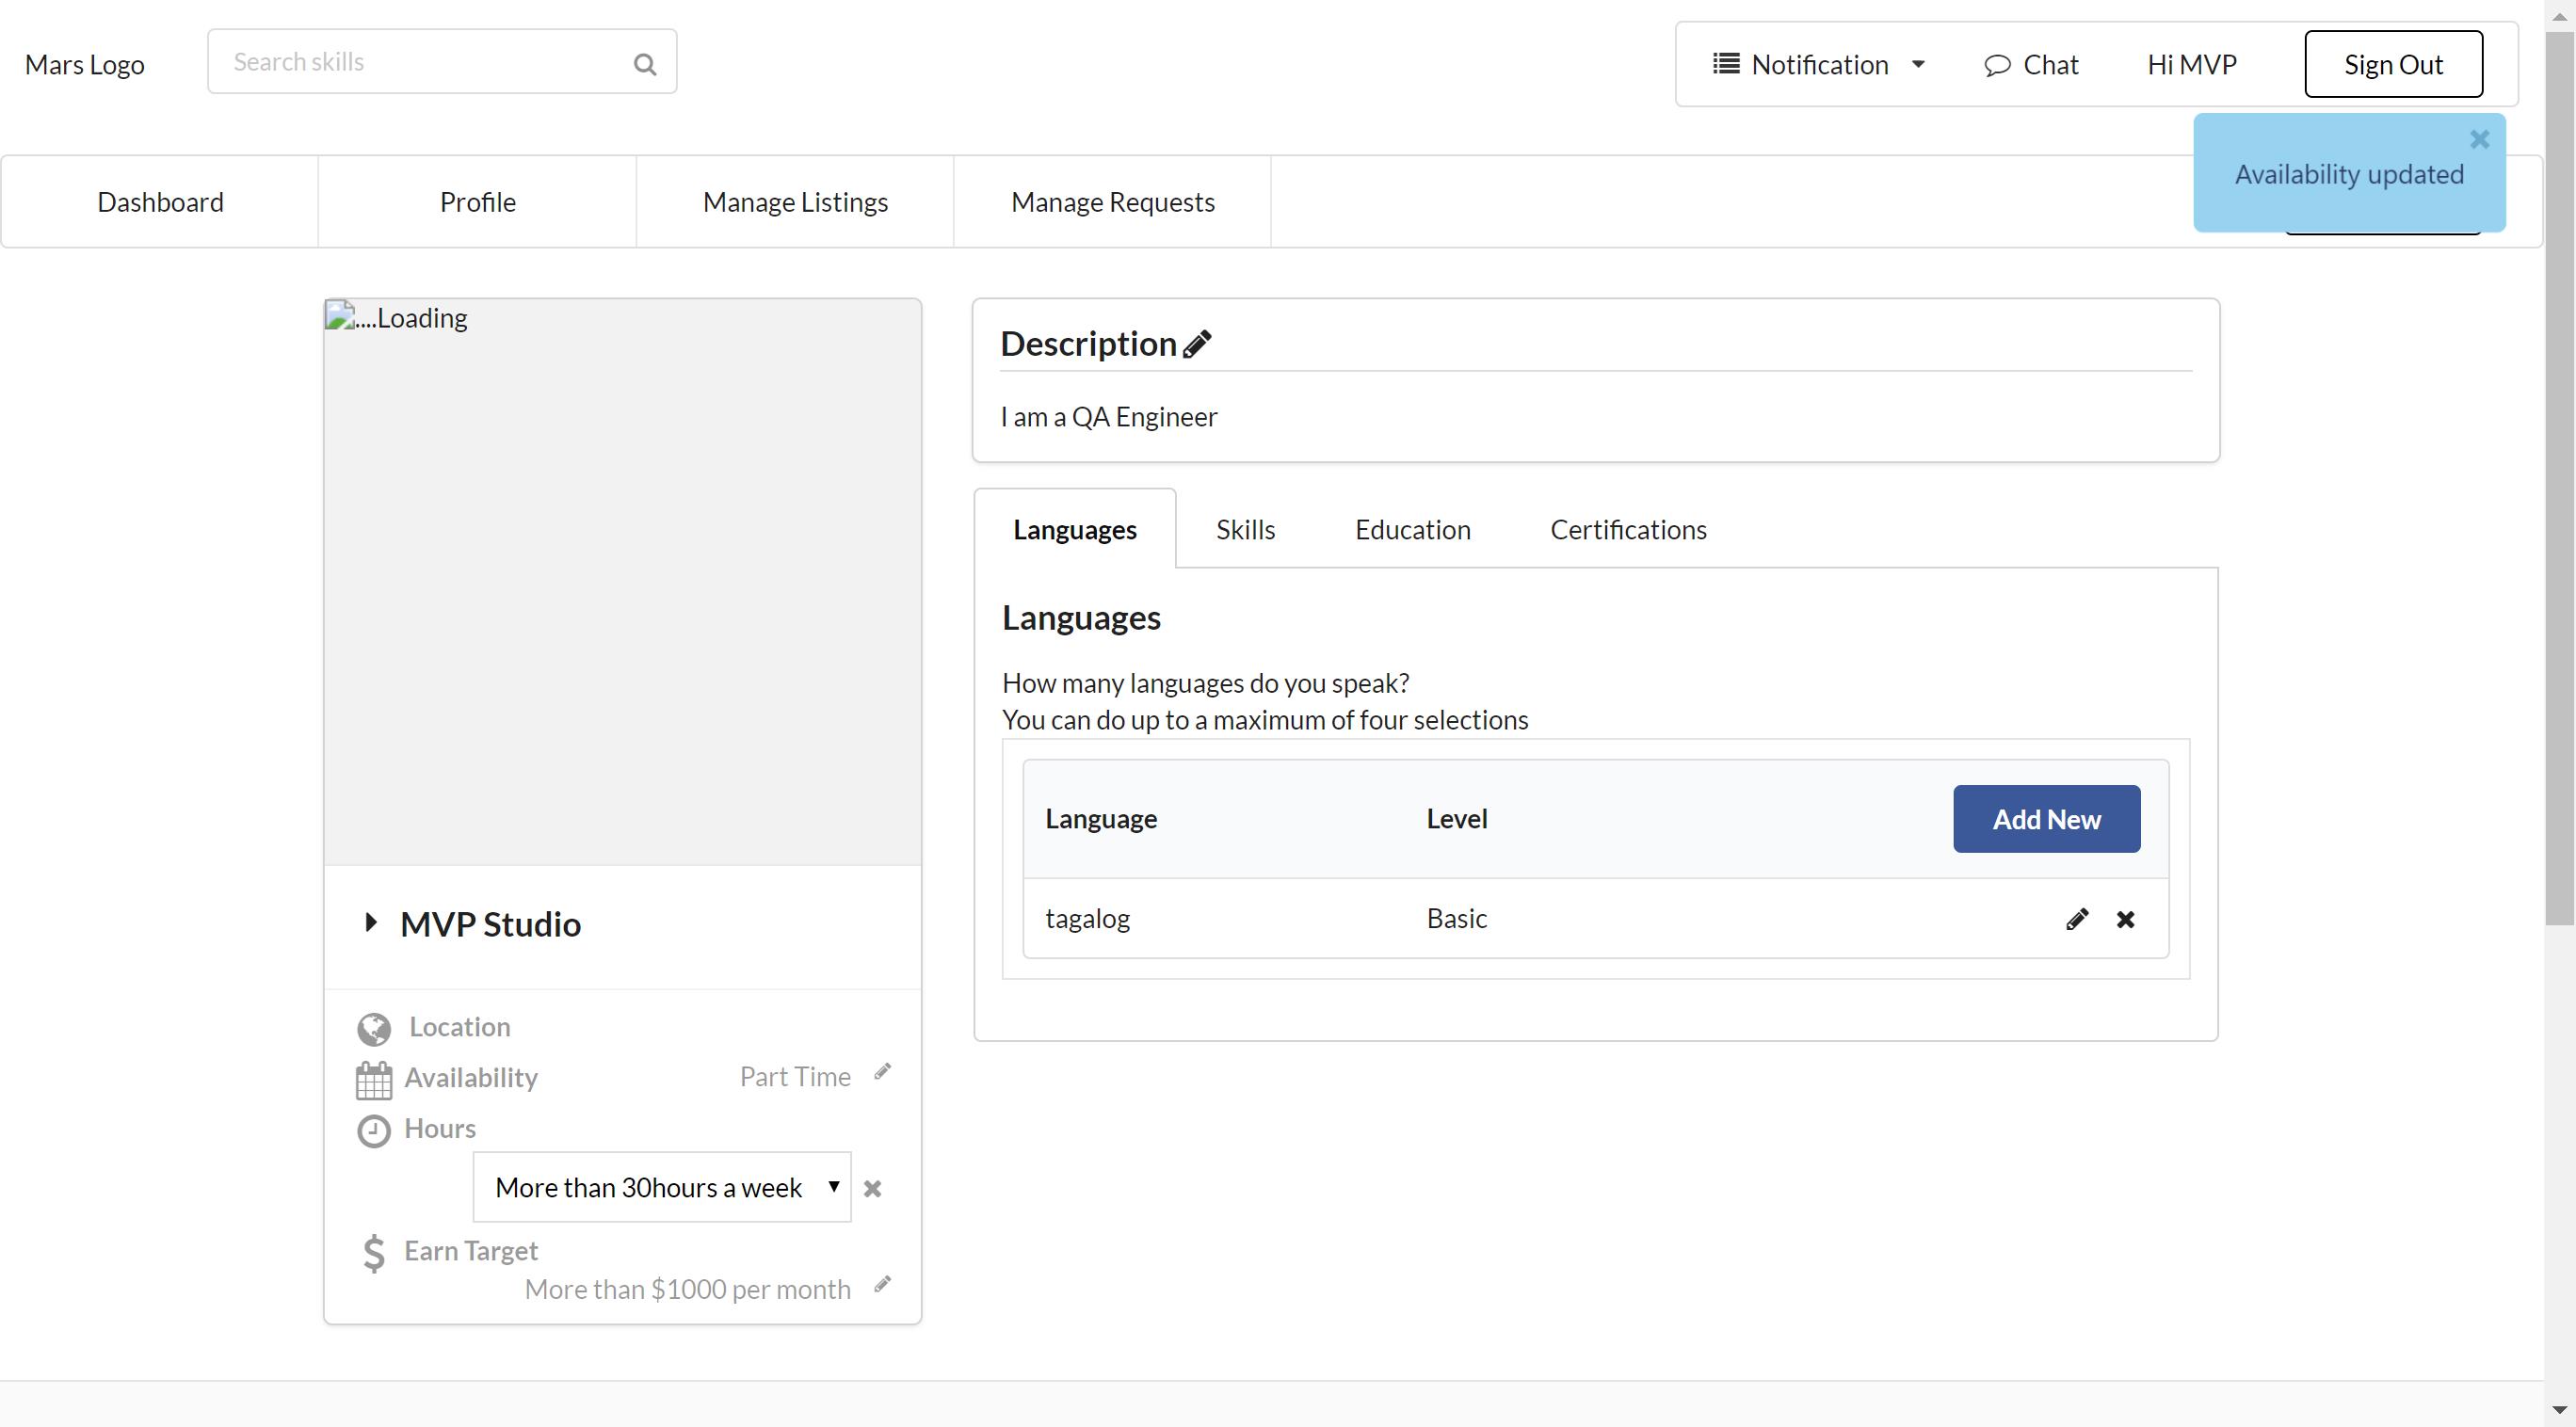 Mars Logo
Search skills
Notification
Chat
Hi MVP
Sign Out
Availability updated
Dashboard
Profile
Manage Listings
Manage Requests
....Loading
MVP Studio
Location
Availability
Part Time
Hours
More than 30hours a week
Earn Target
More than $1000 per month
Description
I am a QA Engineer
Languages
Skills
Education
Certifications
Languages
How many languages do you speak?
You can do up to a maximum of four selections
Language
Level
Add New
tagalog
Basic